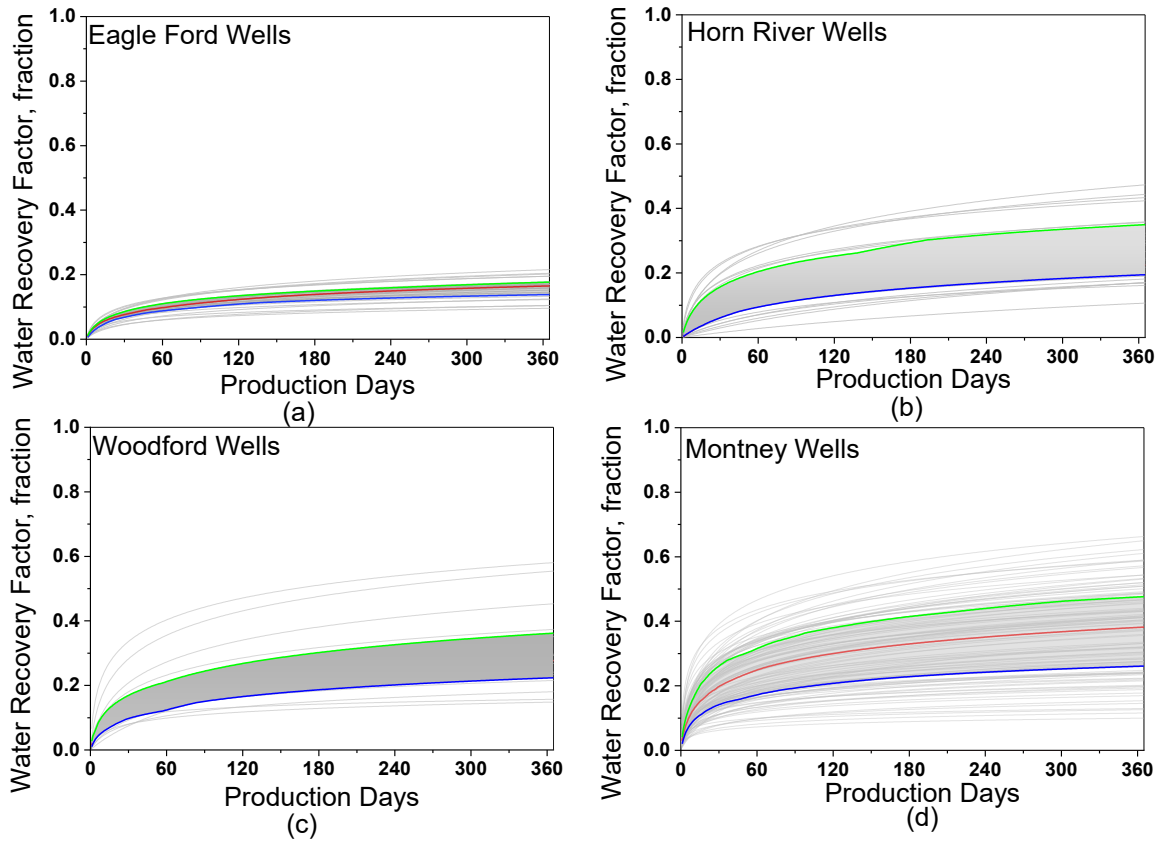 Eagle Ford Wells
Water Recovery Factor, fraction
1.0
0.8
0.6
0.4
0.2
0.0
0 60 120 180 240 300 360
Production Days
(a)
Horn River Wells
Water Recovery Factor, fraction
1.0
0.8
0.6
0.4
0.2
0.0
0 60 120 180 240 300 360
Production Days
(b)
Woodford Wells
Water Recovery Factor, fraction
1.0
0.8
0.6
0.4
0.2
0.0
0 60 120 180 240 300 360
Production Days
(c)
Montney Wells
Water Recovery Factor, fraction
1.0
0.8
0.6
0.4
0.2
0.0
0 60 120 180 240 300 360
Production Days
(d)